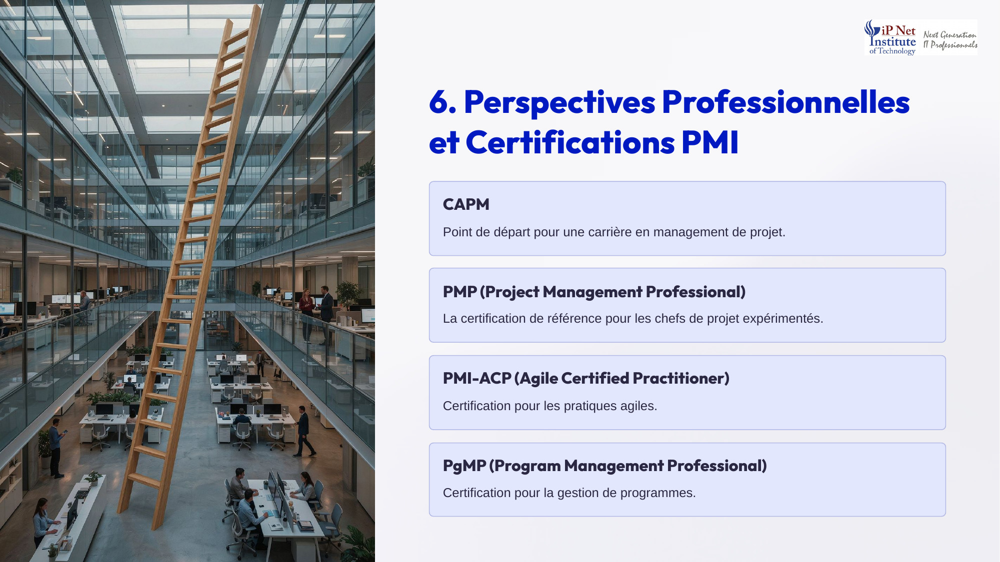 iP Net
Institute
of Technology
Next Generation
IT Professionnels
6. Perspectives Professionnelles
et Certifications PMI
CAPM
Point de départ pour une carrière en management de projet.
PMP (Project Management Professional)
La certification de référence pour les chefs de projet expérimentés.
PMI-ACP (Agile Certified Practitioner)
Certification pour les pratiques agiles.
PgMP (Program Management Professional)
Certification pour la gestion de programmes.